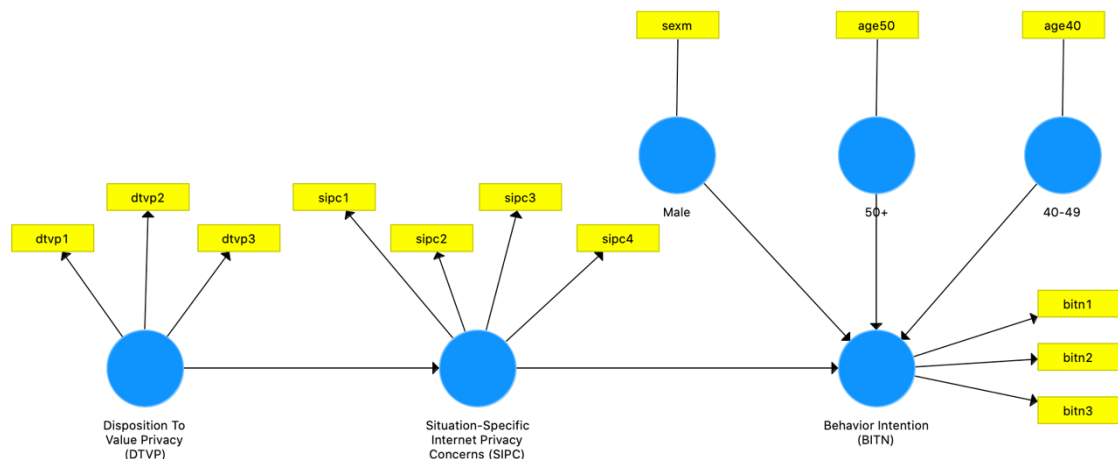 sexm
age50
age40
Male
50+
40-49
dtvp1
dtvp2
dtvp3
sipc1
sipc2
sipc3
sipc4
bitn1
bitn2
bitn3
Disposition To
Value Privacy
(DTVP)
Situation-Specific
Internet Privacy
Concerns (SIPC)
Behavior Intention
(BITN)